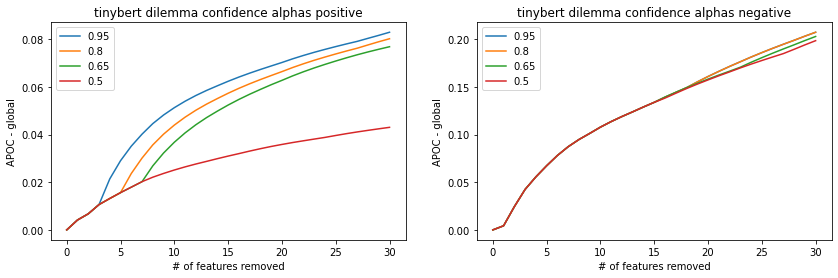 tinybert dilemma confidence alphas positive
0.95
0.8
0.65
0.5
APOC - global
0.08
0.06
0.04
0.02
0.00
0 5 10 15 20 25 30
# of features removed
tinybert dilemma confidence alphas negative
0.95
0.8
0.65
0.5
APOC - global
0.20
0.15
0.10
0.05
0.00
0 5 10 15 20 25 30
# of features removed